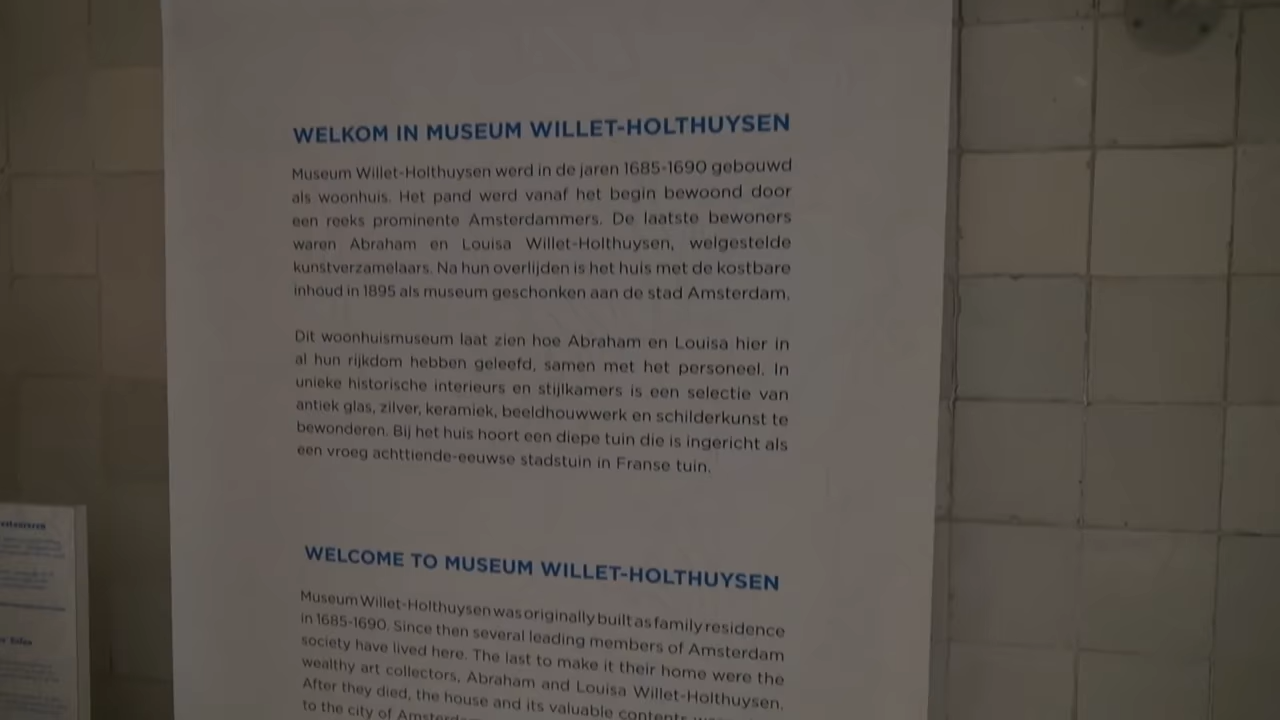 WELKOM IN MUSEUM WILLET-HOLTHUYSEN
Museum Willet-Holthuysen werd in de jaren 1685-1690 gebouwd
als woonhuis. Het pand werd vanaf het begin bewoond door
een reeks prominente Amsterdammers. De laatste bewoners
waren Abraham en Louisa Willet-Holthuysen, welgestelde
kunstverzamelaars. Na hun overlijden is het huis met de kostbare
inhoud in 1895 als museum geschonken aan de stad Amsterdam.
Dit woonhuismuseum laat zien hoe Abraham en Louisa hier in
al hun rijkdom hebben geleefd, samen met het personeel. In
unieke historische interieurs en stijlkamers is een selectie van
antiek glas, zilver, keramiek, beeldhouwwerk en schilderkunst te
bewonderen. Bij het huis hoort een diepe tuin die is ingericht als
een vroeg achttiende-eeuwse stadstuin in Franse tuin.
WELCOME TO MUSEUM WILLET-HOLTHUYSEN
Museum Willet-Holthuysen was originally built as family residence
in 1685-1690. Since then several leading members of Amsterdam
society have lived here. The last to make it their home were the
wealthy art collectors, Abraham and Louisa Willet-Holthuysen.
After they died, the house and its valuable contents
to the city of